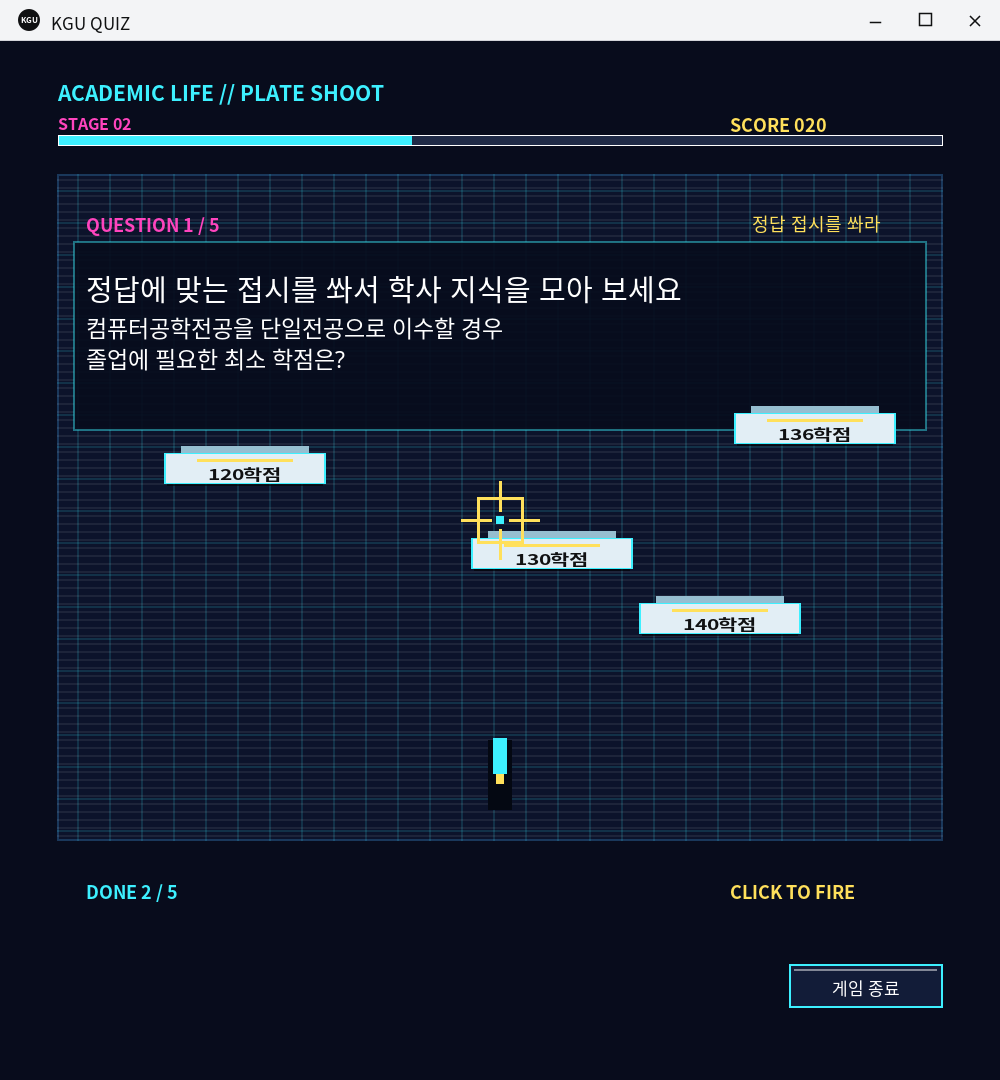 KGU KGU QUIZ
ACADEMIC LIFE // PLATE SHOOT
STAGE 02
SCORE 020
QUESTION 1 / 5
정답 접시를 쏴라
정답에 맞는 접시를 쏴서 학사 지식을 모아 보세요
컴퓨터공학전공을 단일전공으로 이수할 경우
졸업에 필요한 최소 학점은?
136학점
120학점
130학점
140학점
DONE 2 / 5
CLICK TO FIRE
게임 종료